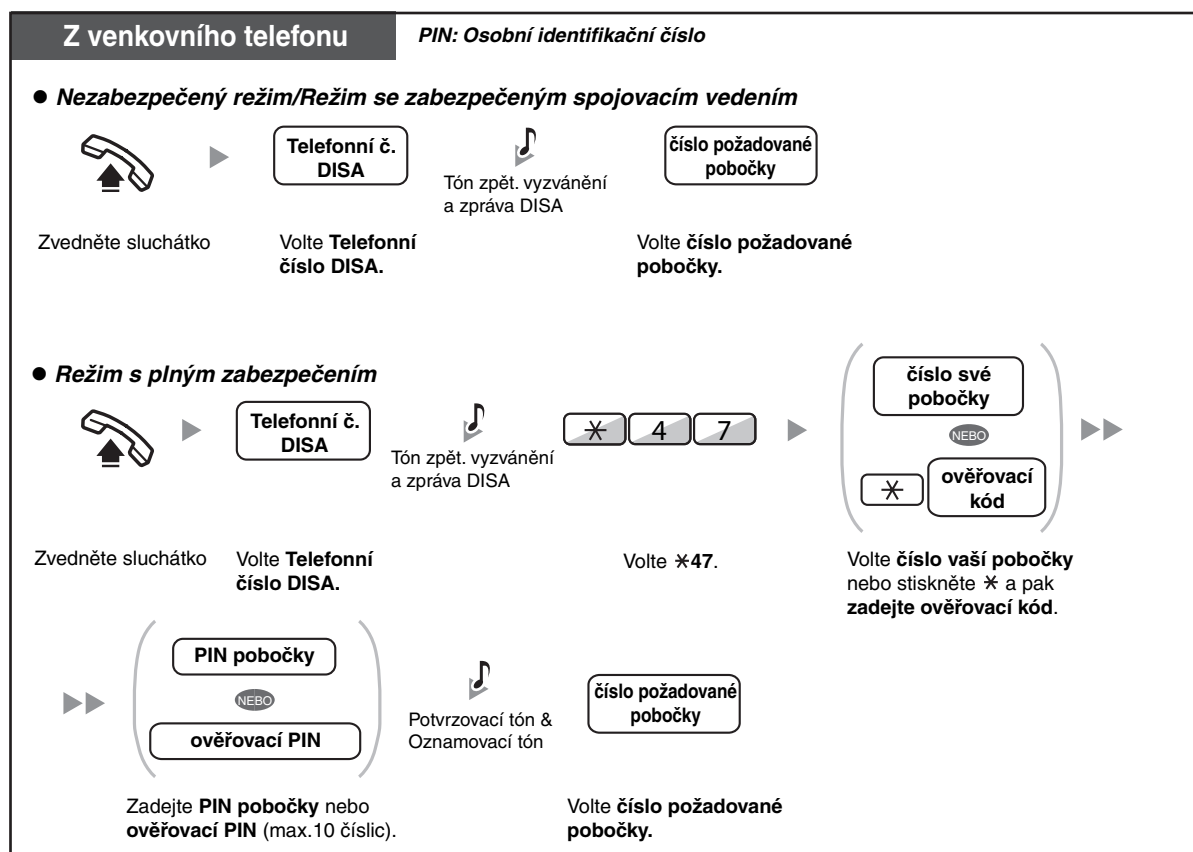 Z venkovního telefonu
PIN: Osobní identifikační číslo
● Nezabezpečený režim/Režim se zabezpečeným spojovacím vedením
Telefonní č.
DISA
Tón zpět. vyzvánění
a zpráva DISA
číslo požadované
pobočky
Zvedněte sluchátko
Volte Telefonní
číslo DISA.
Volte číslo požadované
pobočky.
● Režim s plným zabezpečením
Telefonní č.
DISA
Tón zpět. vyzvánění
a zpráva DISA
* 4 7
číslo své
pobočky
NEBO
* ověřovací
kód
Zvedněte sluchátko
Volte Telefonní
číslo DISA.
Volte *47.
Volte číslo vaší pobočky
nebo stiskněte * a pak
zadejte ověřovací kód.
PIN pobočky
NEBO
ověřovací PIN
Potvrzovací tón &
Oznamovací tón
číslo požadované
pobočky
Zadejte PIN pobočky nebo
ověřovací PIN (max.10 číslic).
Volte číslo požadované
pobočky.